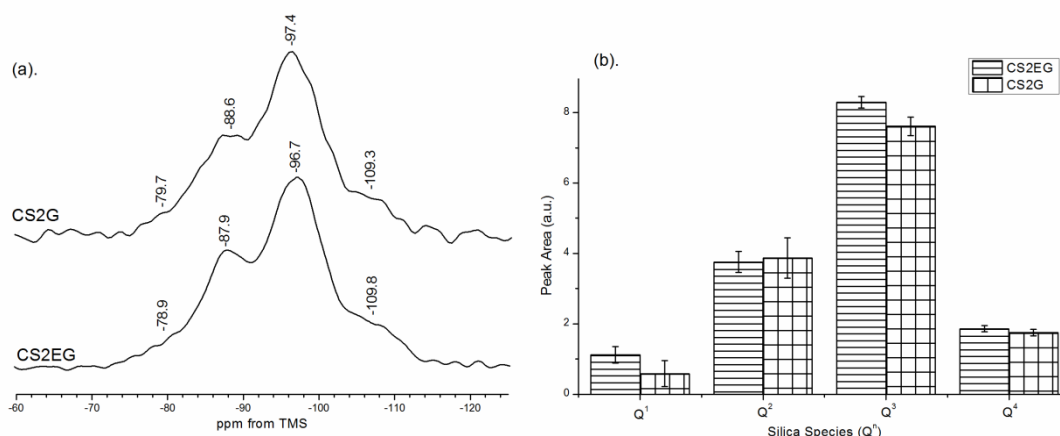 (a).
-97.4
-88.6
-79.7
-109.3
CS2G
-96.7
-87.9
-78.9
-109.8
CS2EG
-60 -70 -80 -90 -100 -110 -120
ppm from TMS
(b).
CS2EG
CS2G
Peak Area (a.u.)
8
6
4
2
0
Q¹ Q² Q³ Q⁴
Silica Species (Qⁿ)